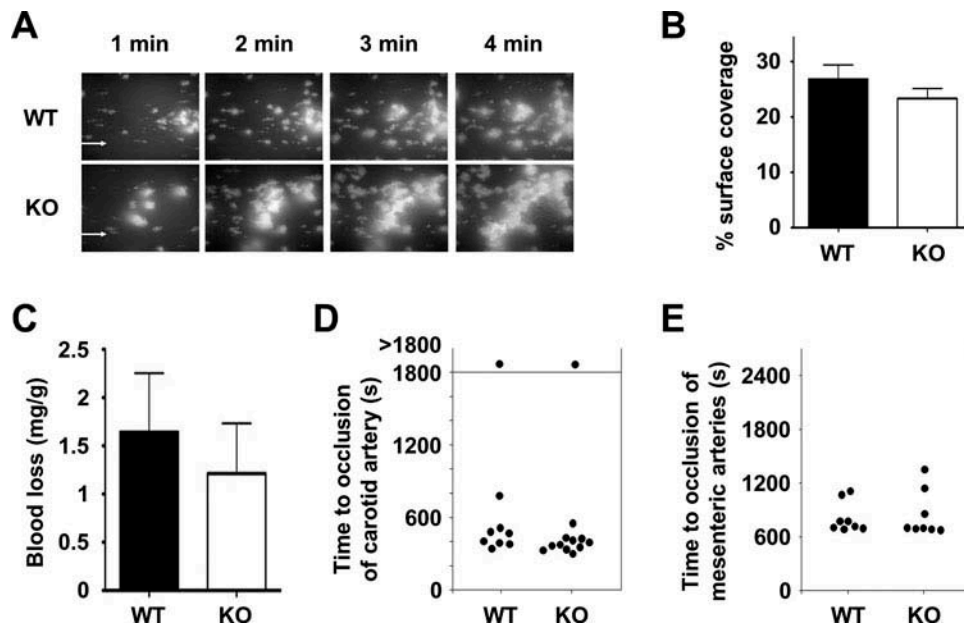 A
1 min 2 min 3 min 4 min
WT
KO
B
% surface coverage
30
20
10
0
WT KO
C
Blood loss (mg/g)
2.5
2
1.5
1
0.5
0
WT KO
D
Time to occlusion
of carotid artery (s)
>1800
1800
1200
600
0
WT KO
E
Time to occlusion of
mesenteric arteries (s)
2400
1800
1200
600
0
WT KO